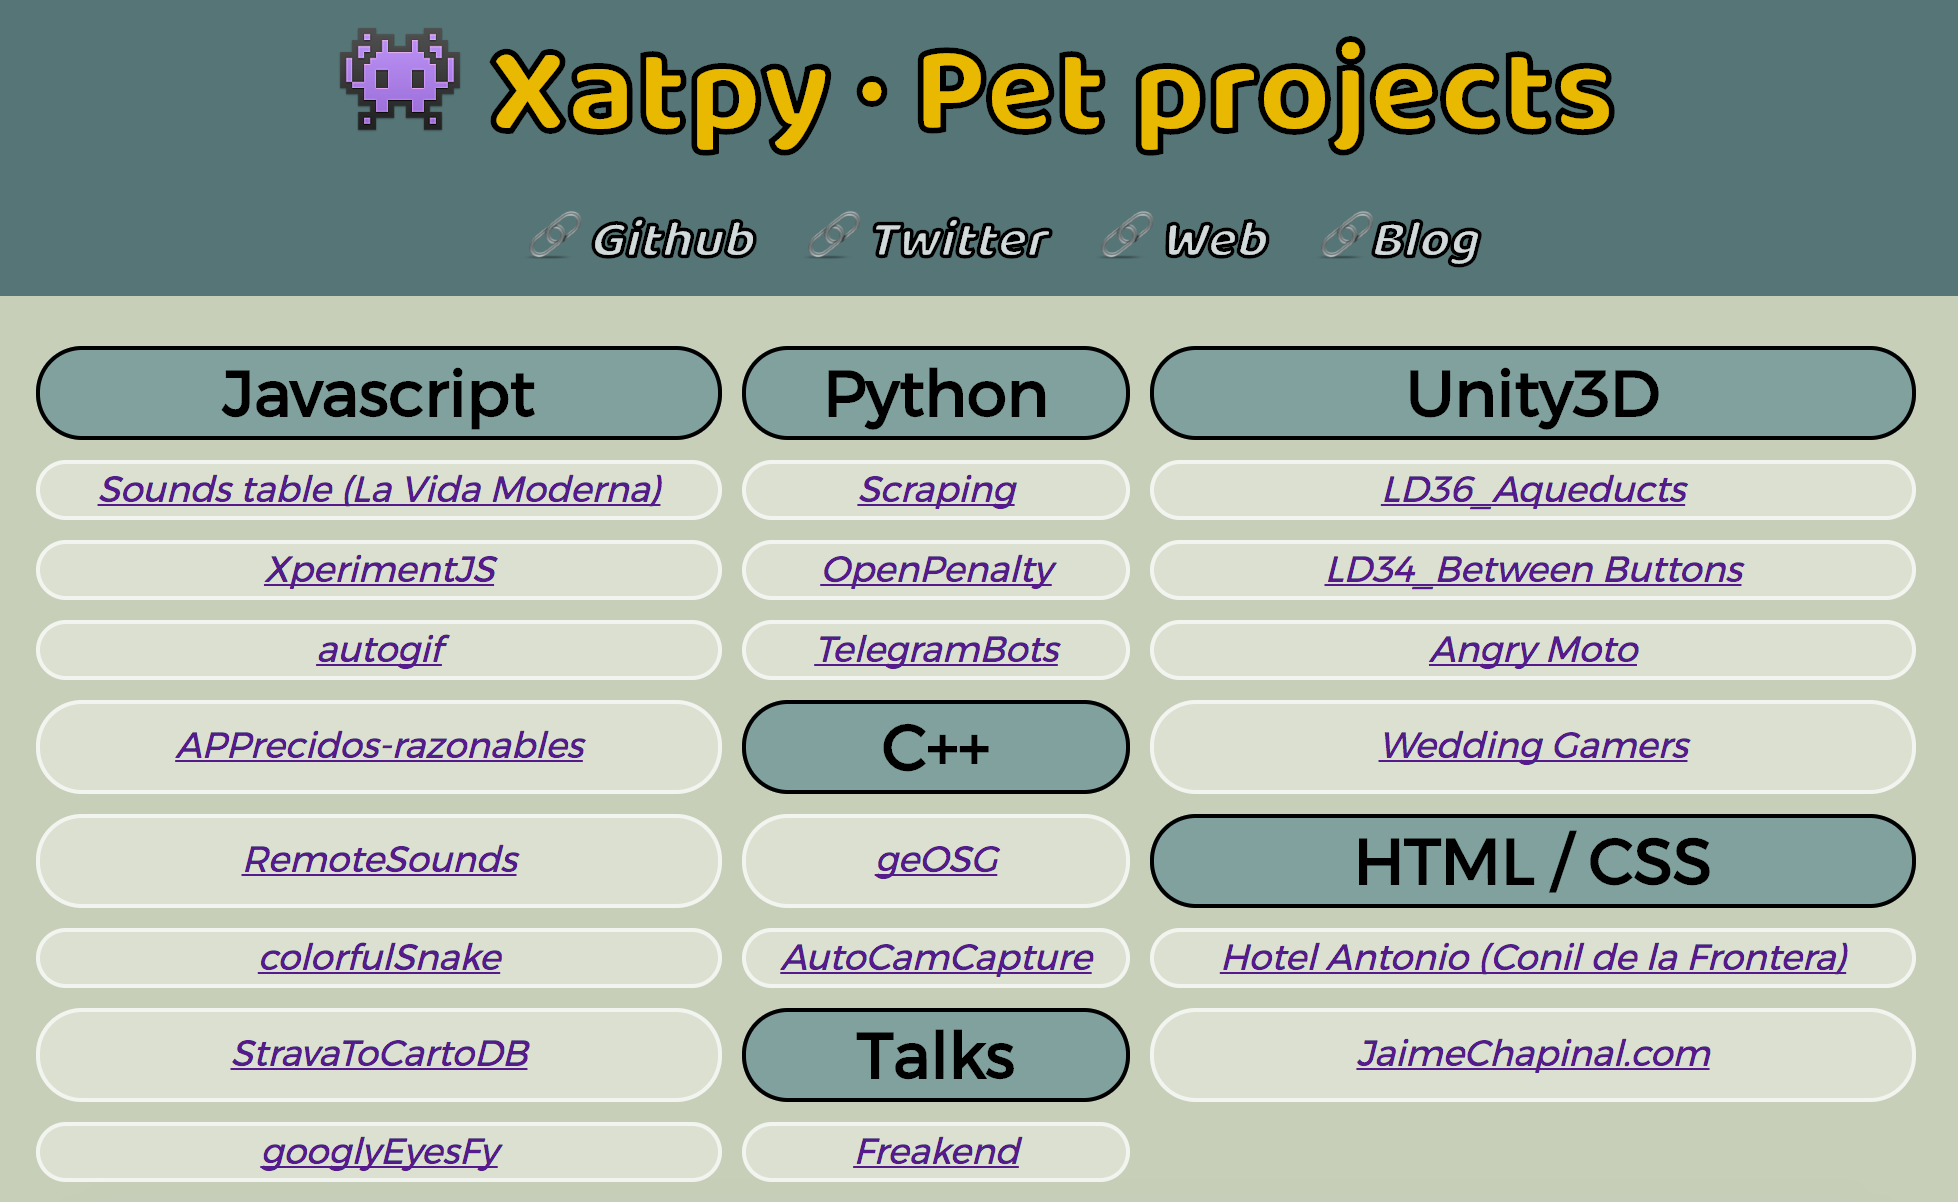 Xatpy · Pet projects
Github Twitter Web Blog
Javascript Python Unity3D
Sounds table (La Vida Moderna) Scraping LD36_Aqueducts
XperimentJS OpenPenalty LD34_Between Buttons
autogif TelegramBots Angry Moto
APPrecidos-razonables C++ Wedding Gamers
RemoteSounds geOSG HTML / CSS
colorfulSnake AutoCamCapture Hotel Antonio (Conil de la Frontera)
StravaToCartoDB Talks JaimeChapinal.com
googlyEyesFy Freakend